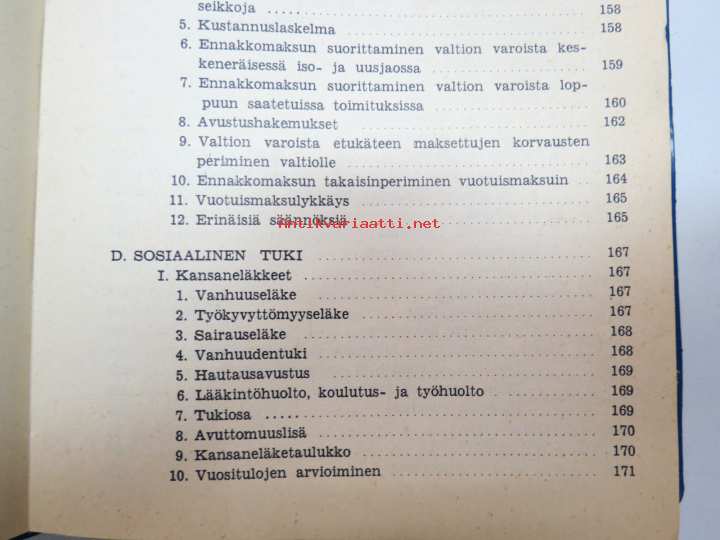 seikkoja 158
5. Kustannuslaskelma 158
6. Ennakkomaksun suorittaminen valtion varoista kes-
keneräisessä iso- ja uusjaossa 159
7. Ennakkomaksun suorittaminen valtion varoista lop-
puun saatetuissa toimituksissa 160
8. Avustushakemukset 162
9. Valtion varoista etukäteen maksettujen korvausten
periminen valtiolle 163
10. Ennakkomaksun takaisinperiminen vuotuismaksuin 164
11. Vuotuismaksulykkäys 165
12. Erinäisiä säännöksiä 165
antikvariaatti.net
D. SOSIAALINEN TUKI 167
I. Kansaneläkkeet 167
1. Vanhuuseläke 167
2. Työkyvyttömyyseläke 167
3. Sairauseläke 168
4. Vanhuudentuki 168
5. Hautausavustus 169
6. Lääkintöhuolto, koulutus- ja työhuolto 169
7. Tukiosa 169
8. Avuttomuuslisä 170
9. Kansaneläketaulukko 170
10. Vuositulojen arvioiminen 171